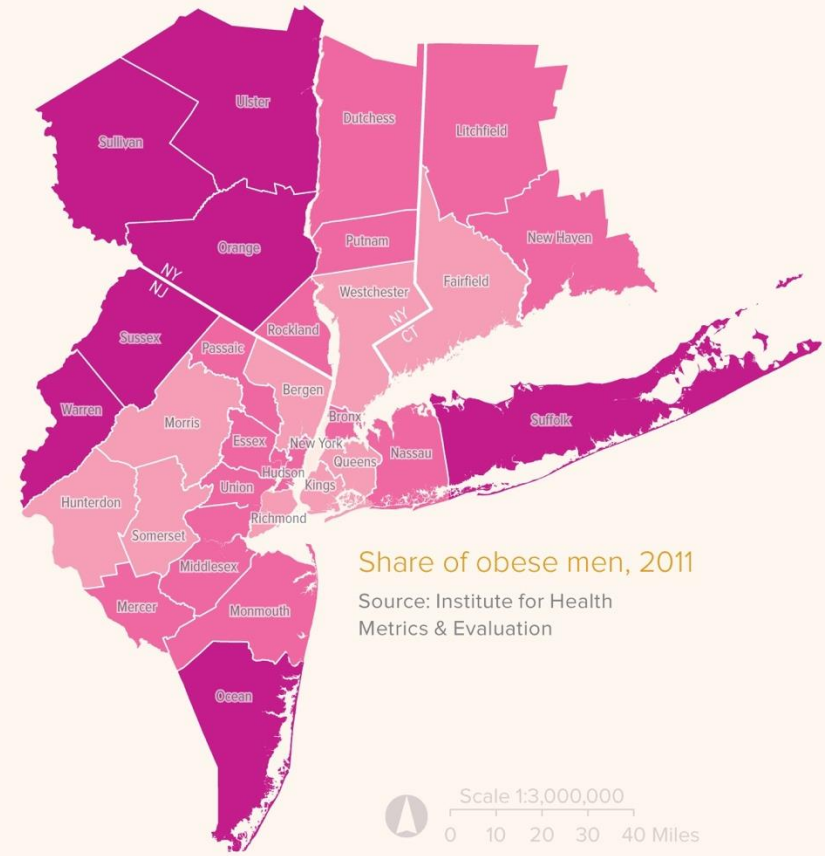 Ulster
Dutchess
Litchfield
Sullivan
Orange
Putnam
New Haven
NY
NJ
Westchester
Fairfield
Sussex
Rockland
NY
CT
Passaic
Bergen
Warren
Morris
Bronx
Suffolk
Essex
New York
Nassau
Queens
Hudson
Union
Kings
Hunterdon
Richmond
Somerset
Middlesex
Mercer
Monmouth
Ocean
Share of obese men, 2011
Source: Institute for Health
Metrics & Evaluation
Scale 1:3,000,000
0 10 20 30 40 Miles